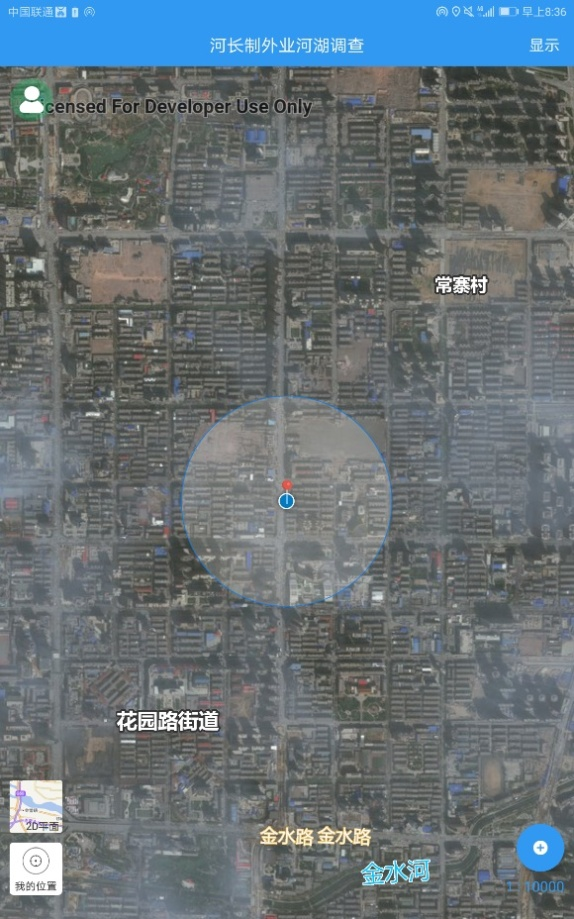 中国联通 早上8:36
河长制外业河湖调查 显示
icensed For Developer Use Only
常寨村
花园路街道
2D平面
金水路 金水路
金水河
我的位置
1:10000